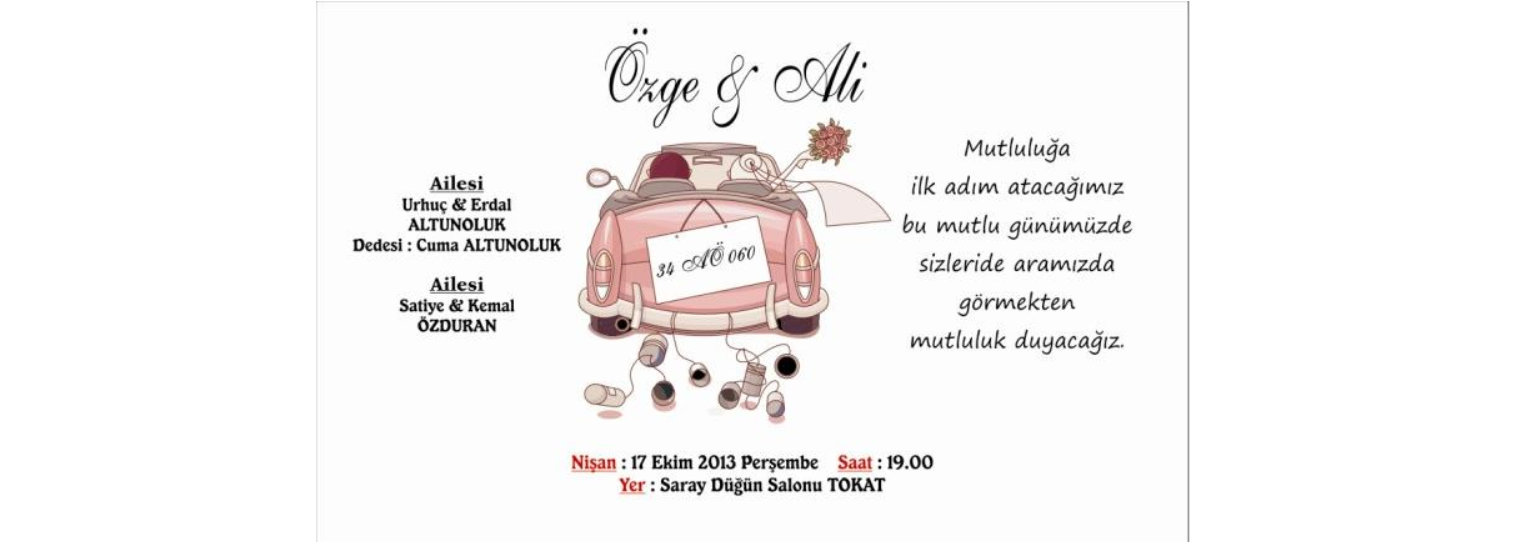 Özge & Ali
Ailesi
Urhuç & Erdal
ALTUNOLUK
Dedesi : Cuma ALTUNOLUK
Ailesi
Satiye & Kemal
ÖZDURAN
34 AÖ 060
Mutluluğa
ilk adım atacağımız
bu mutlu günümüzde
sizleride aramızda
görmekten
mutluluk duyacağız.
Nişan : 17 Ekim 2013 Perşembe Saat : 19.00
Yer : Saray Düğün Salonu TOKAT